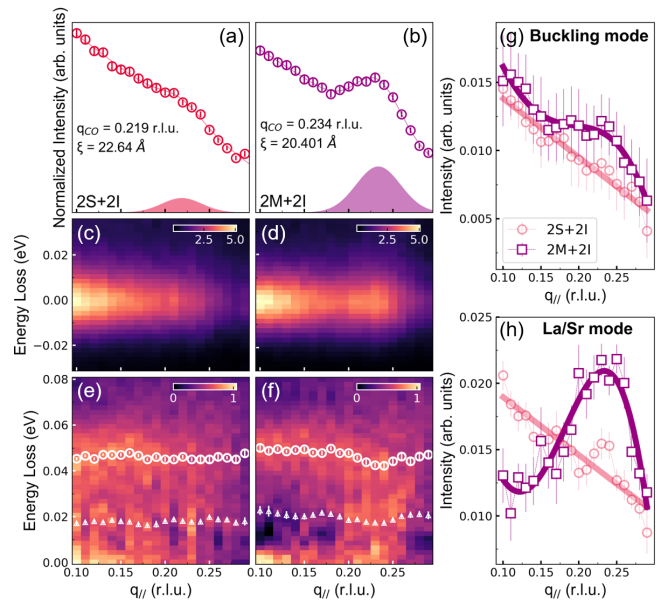 (a)
Normalized Intensity (arb. units)
q_CO = 0.219 r.l.u.
ξ = 22.64 Å
2S+2I
(b)
q_CO = 0.234 r.l.u.
ξ = 20.401 Å
2M+2I
(c)
2.5 5.0
Energy Loss (eV)
0.02
0.00
−0.02
(d)
2.5 5.0
(e)
0 1
Energy Loss (eV)
0.08
0.06
0.04
0.02
0.00
0.10 0.15 0.20 0.25
q// (r.l.u.)
(f)
0 1
0.10 0.15 0.20 0.25
q// (r.l.u.)
(g) Buckling mode
Intensity (arb. units)
0.015
0.010
0.005
2S+2I
2M+2I
0.10 0.15 0.20 0.25
q// (r.l.u.)
(h) La/Sr mode
Intensity (arb. units)
0.020
0.015
0.010
0.10 0.15 0.20 0.25
q// (r.l.u.)